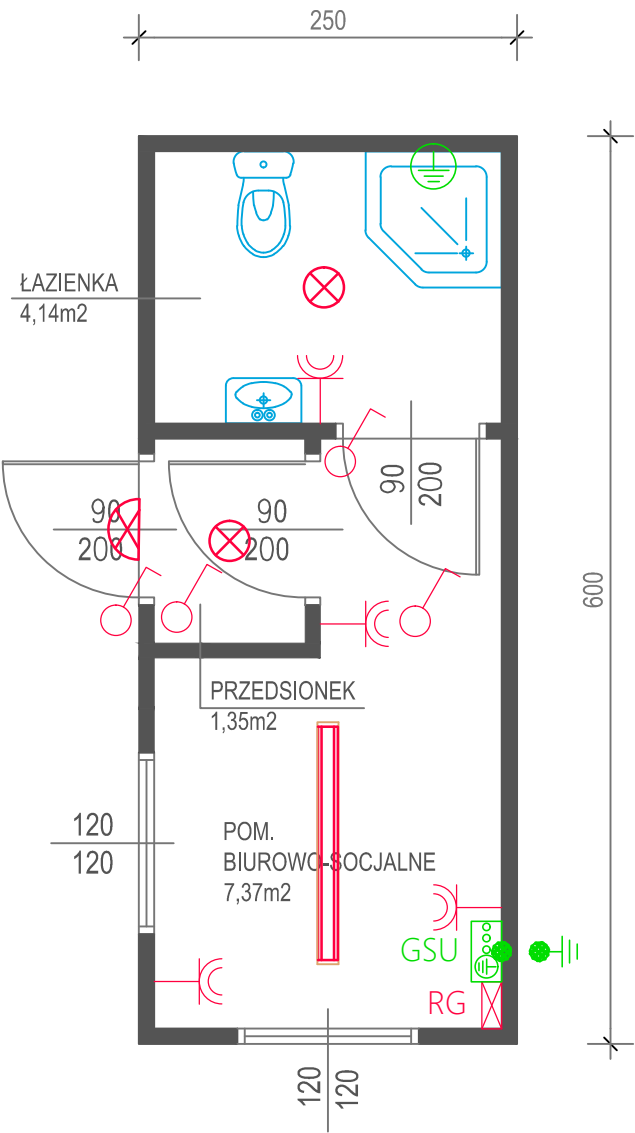 250
ŁAZIENKA
4,14m2
90
200
90
200
90
200
600
PRZEDSIONEK
1,35m2
120
120
POM.
BIUROWO-SOCJALNE
7,37m2
GSU
RG
120
120